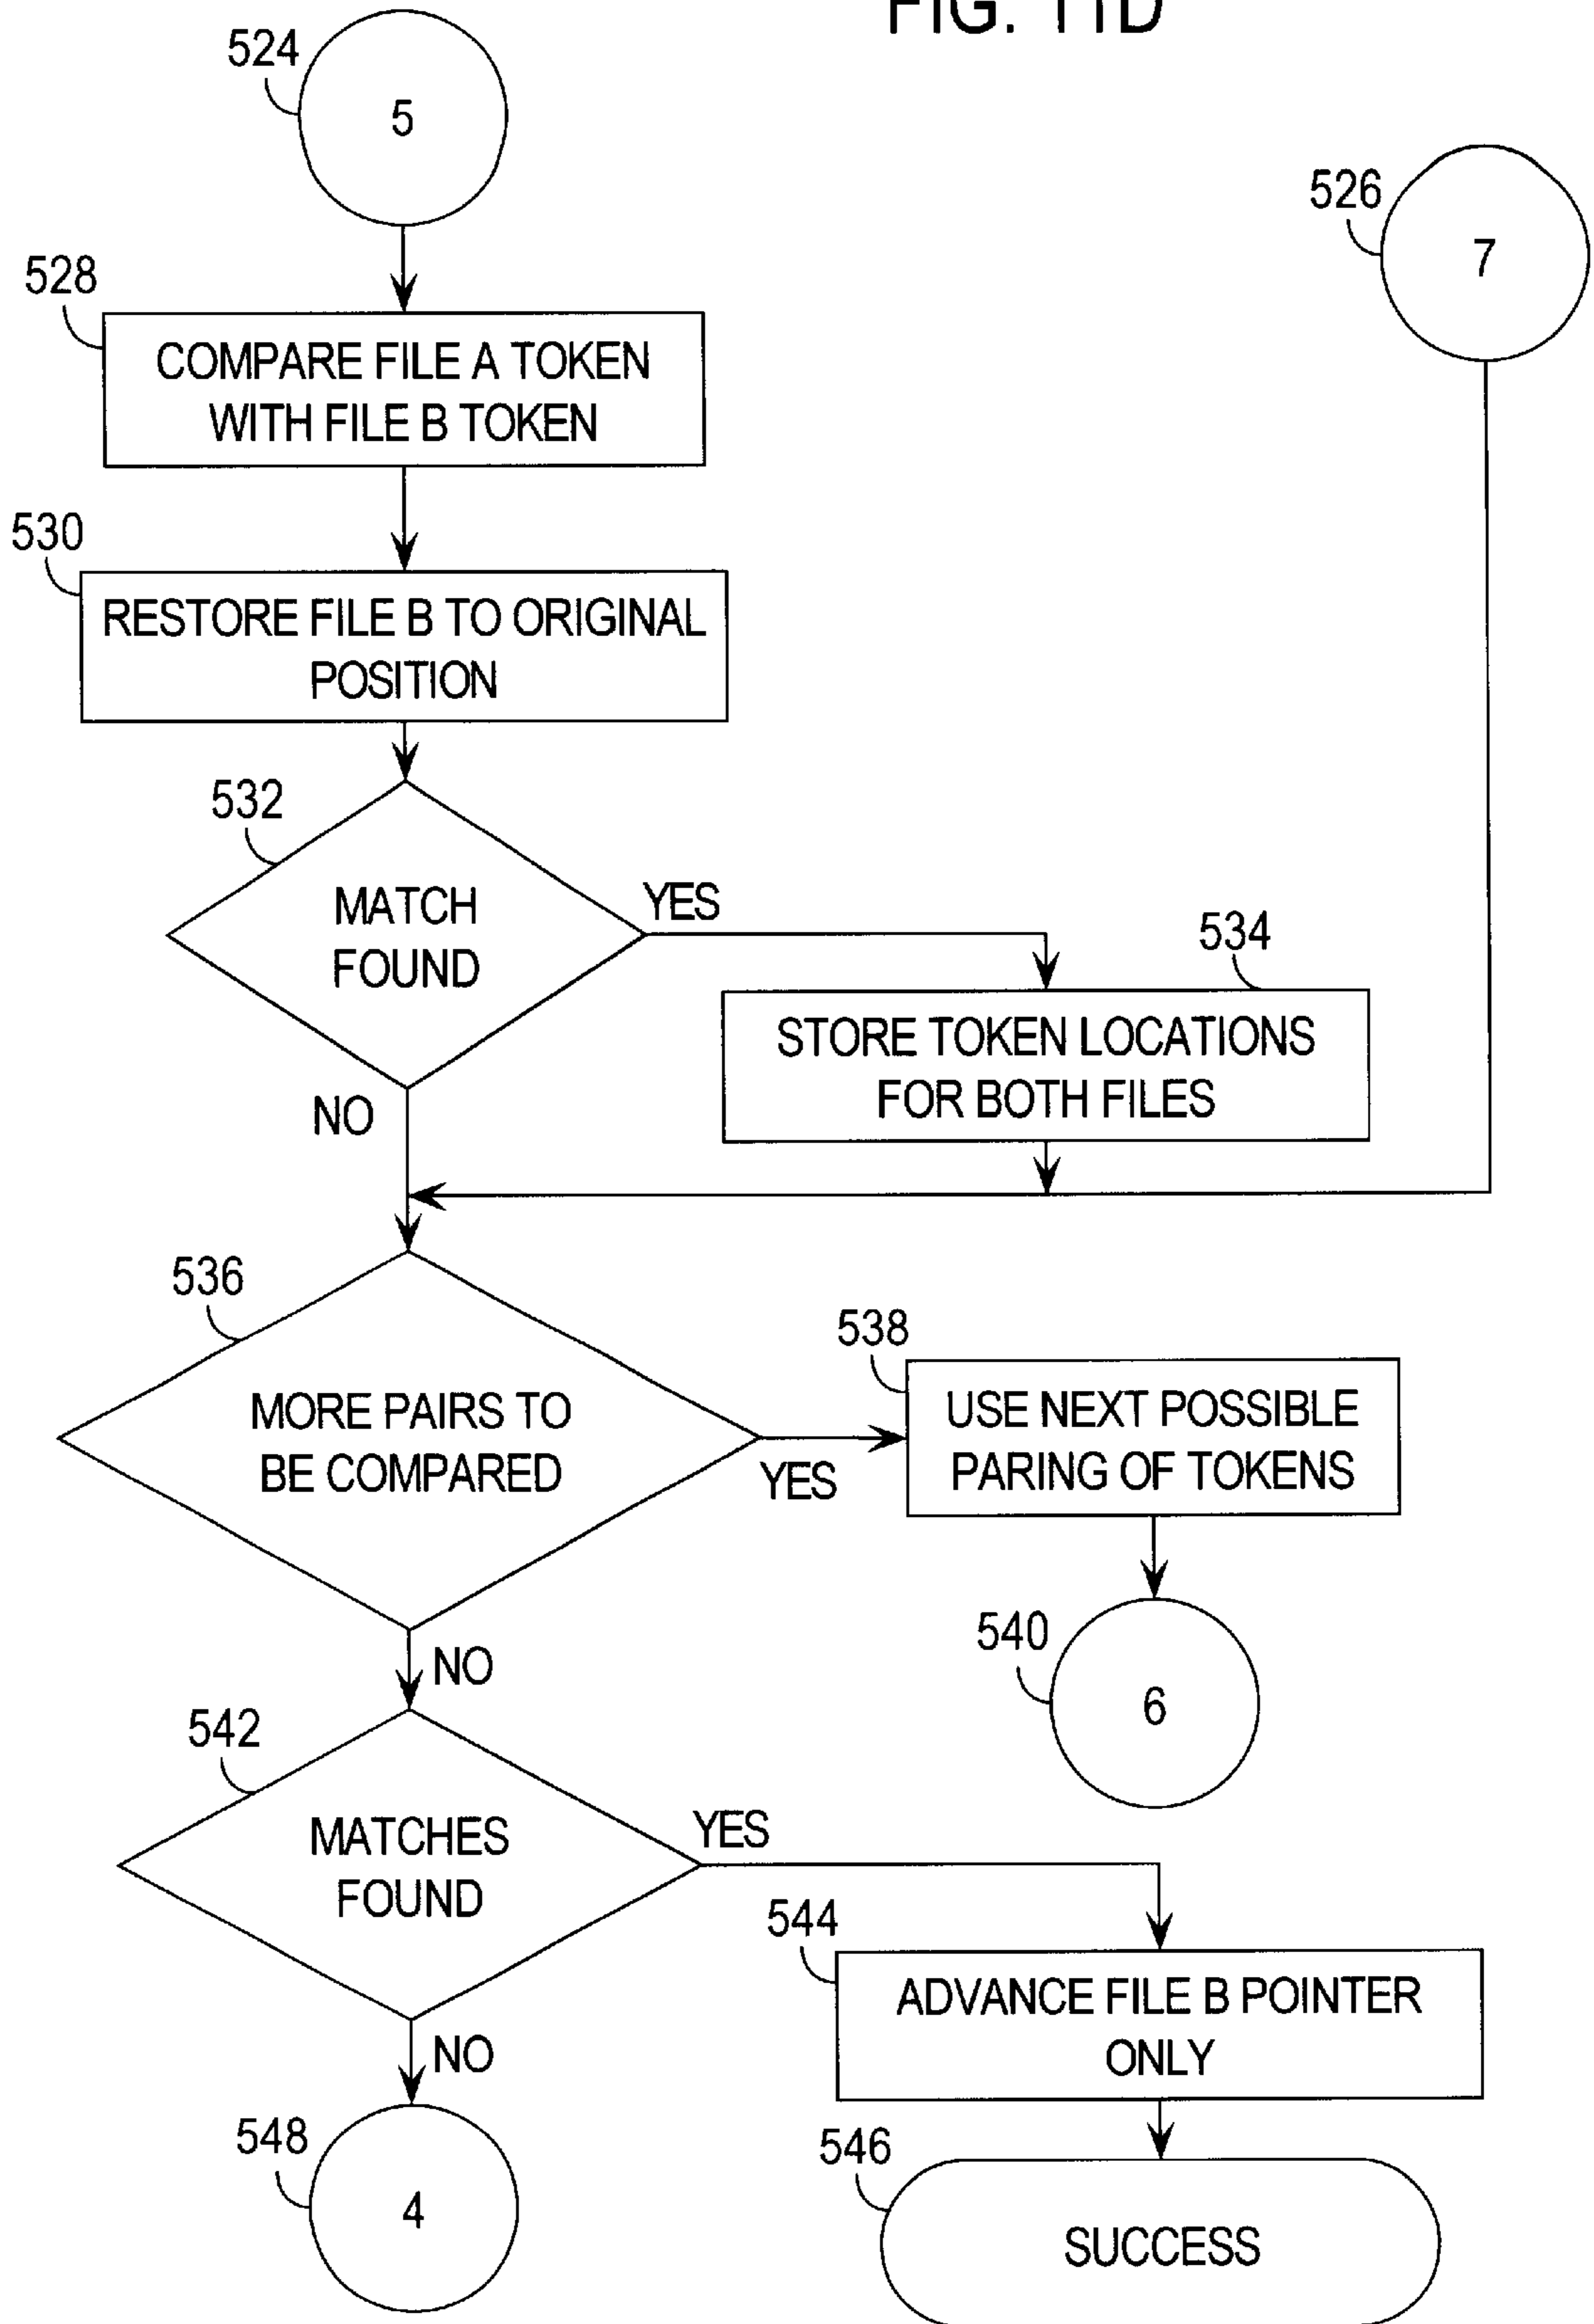 FIG. 11D
524
5
526
7
528
COMPARE FILE A TOKEN
WITH FILE B TOKEN
530
RESTORE FILE B TO ORIGINAL
POSITION
532
MATCH
FOUND
YES
534
STORE TOKEN LOCATIONS
FOR BOTH FILES
NO
536
MORE PAIRS TO
BE COMPARED
YES
538
USE NEXT POSSIBLE
PARING OF TOKENS
540
6
NO
542
MATCHES
FOUND
YES
544
ADVANCE FILE B POINTER
ONLY
NO
548
4
546
SUCCESS